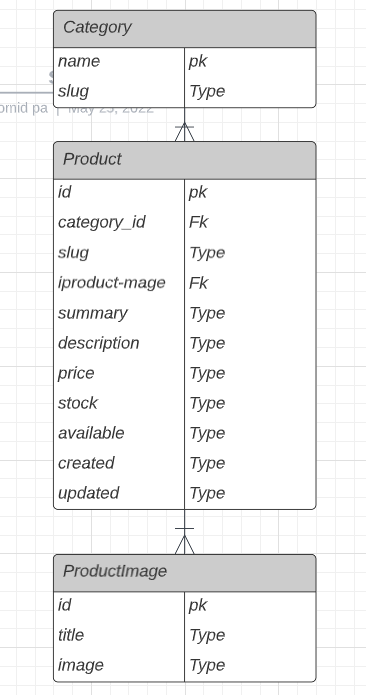 Category
name pk
slug Type
omid pa | May 25, 2022
Product
id pk
category_id Fk
slug Type
iproduct-mage Fk
summary Type
description Type
price Type
stock Type
available Type
created Type
updated Type
ProductImage
id pk
title Type
image Type